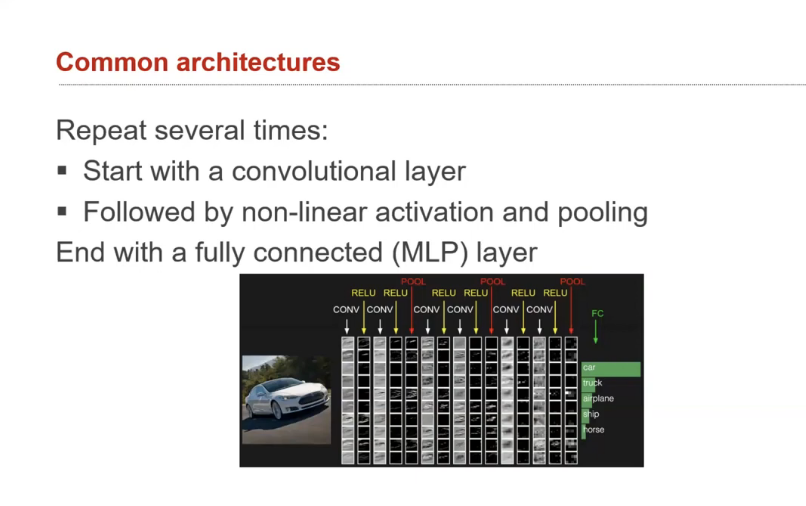 Common architectures
Repeat several times:
▪ Start with a convolutional layer
▪ Followed by non-linear activation and pooling
End with a fully connected (MLP) layer
POOL POOL POOL
RELU RELU RELU RELU RELU RELU
CONV CONV CONV CONV CONV CONV FC
car
truck
airplane
ship
horse